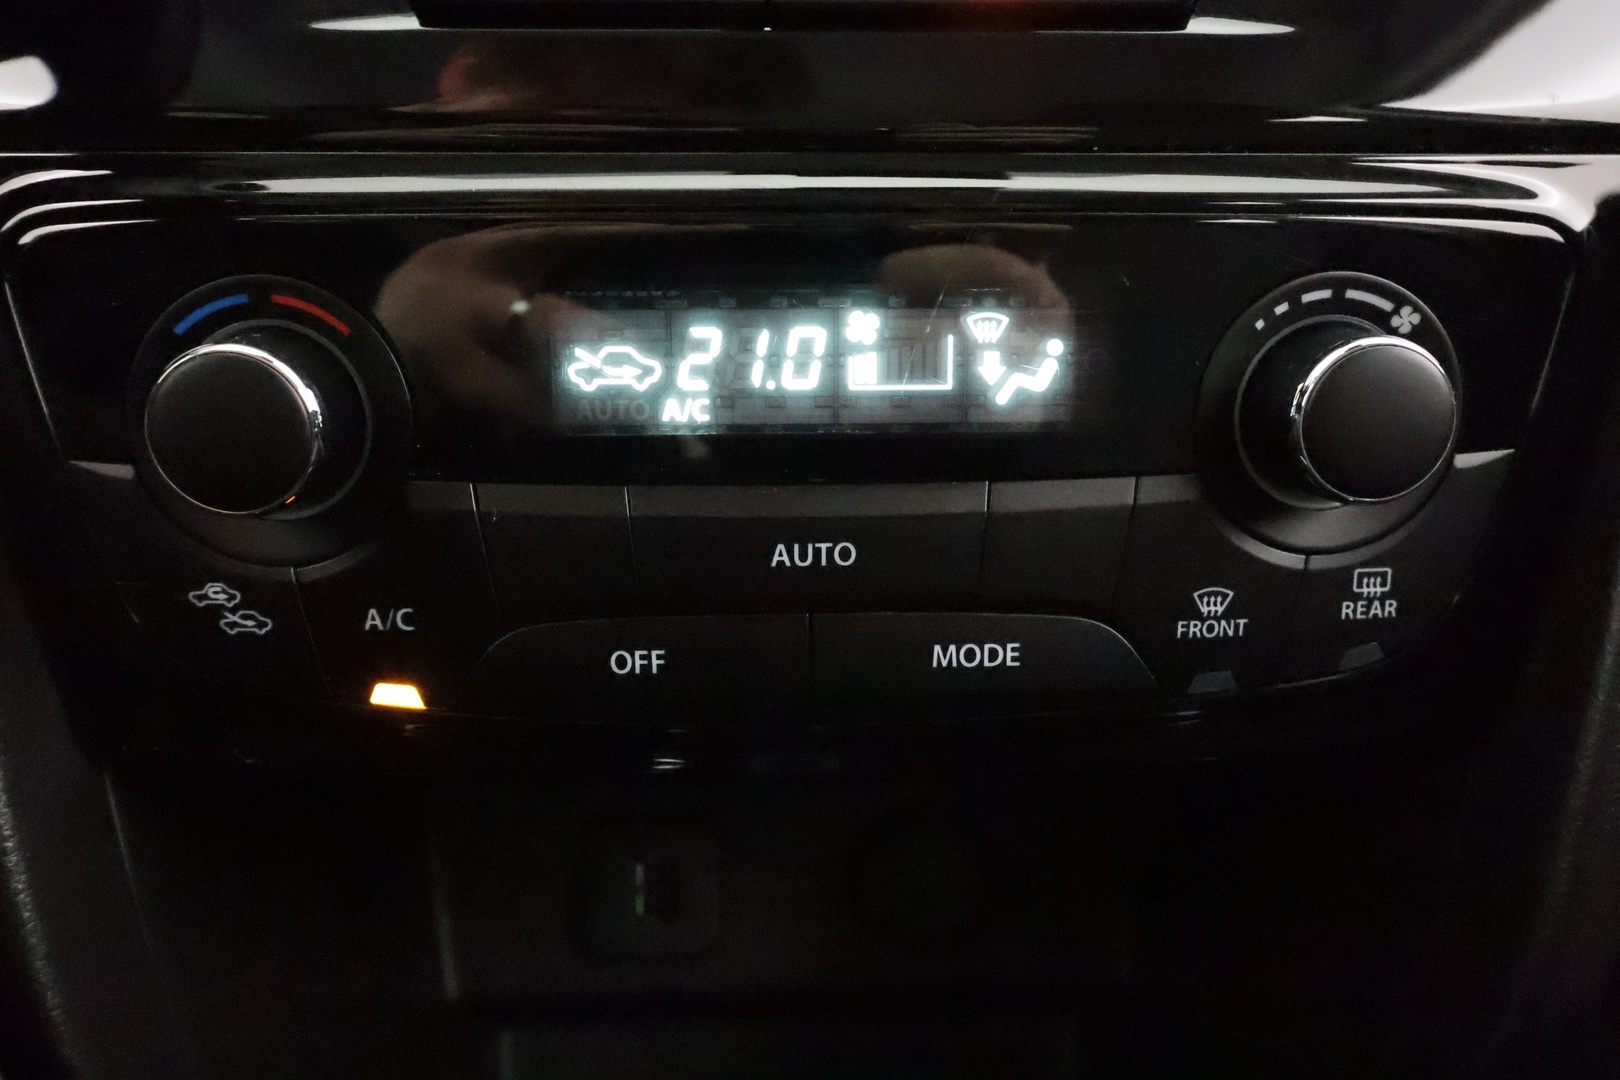 21.0
AUTO A/C
AUTO
A/C
OFF
MODE
FRONT
REAR